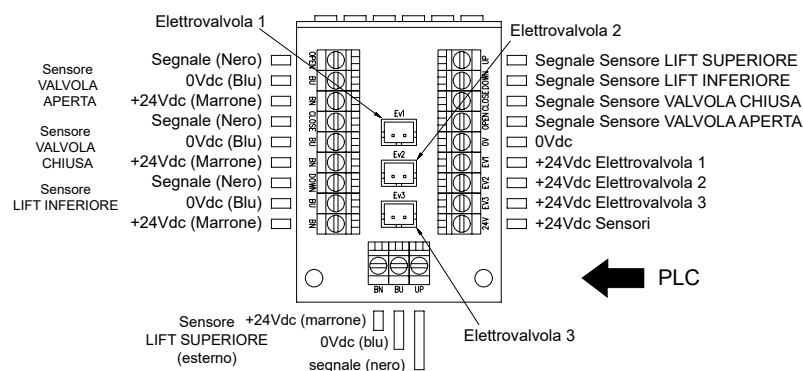 Elettrovalvola 1
Elettrovalvola 2
Sensore
VALVOLA
APERTA
Segnale (Nero)
0Vdc (Blu)
+24Vdc (Marrone)
Sensore
VALVOLA
CHIUSA
Segnale (Nero)
0Vdc (Blu)
+24Vdc (Marrone)
Sensore
LIFT INFERIORE
Segnale (Nero)
0Vdc (Blu)
+24Vdc (Marrone)
OPEN
BU
BN
CLOSE
BU
BN
DOWN
BU
BN
Ev1
Ev2
Ev3
UP
DOWN
CLOSE
OPEN
0V
EV1
EV2
EV3
24V
Segnale Sensore LIFT SUPERIORE
Segnale Sensore LIFT INFERIORE
Segnale Sensore VALVOLA CHIUSA
Segnale Sensore VALVOLA APERTA
0Vdc
+24Vdc Elettrovalvola 1
+24Vdc Elettrovalvola 2
+24Vdc Elettrovalvola 3
+24Vdc Sensori
PLC
BN BU UP
Sensore
LIFT SUPERIORE
(esterno)
+24Vdc (marrone)
0Vdc (blu)
segnale (nero)
Elettrovalvola 3